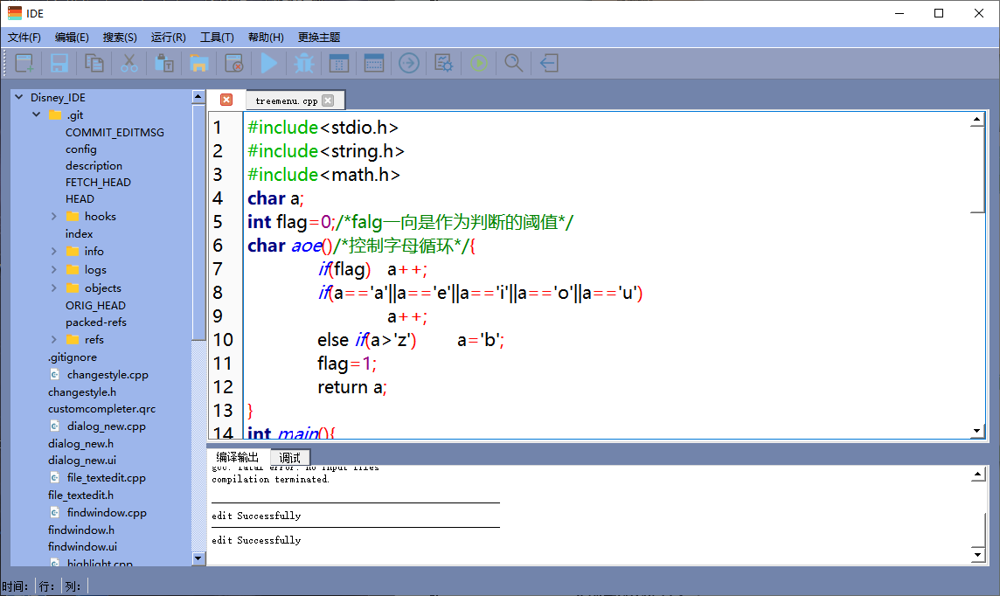 IDE
文件(F) 编辑(E) 搜索(S) 运行(R) 工具(T) 帮助(H) 更换主题
Disney_IDE
.git
COMMIT_EDITMSG
config
description
FETCH_HEAD
HEAD
hooks
index
info
logs
objects
ORIG_HEAD
packed-refs
refs
.gitignore
changestyle.cpp
changestyle.h
customcompleter.qrc
dialog_new.cpp
dialog_new.h
dialog_new.ui
file_textedit.cpp
file_textedit.h
findwindow.cpp
findwindow.h
findwindow.ui
highlight.cpp
treemenu.cpp
1 #include<stdio.h>
2 #include<string.h>
3 #include<math.h>
4 char a;
5 int flag=0;/*falg一向是作为判断的阈值*/
6 char aoe()/*控制字母循环*/{
7 if(flag) a++;
8 if(a=='a'||a=='e'||a=='i'||a=='o'||a=='u')
9 a++;
10 else if(a>'z') a='b';
11 flag=1;
12 return a;
13 }
14 int main(){
编译输出 调试
gcc: fatal error: no input files
compilation terminated.
edit Successfully
edit Successfully
时间: 行: 列: